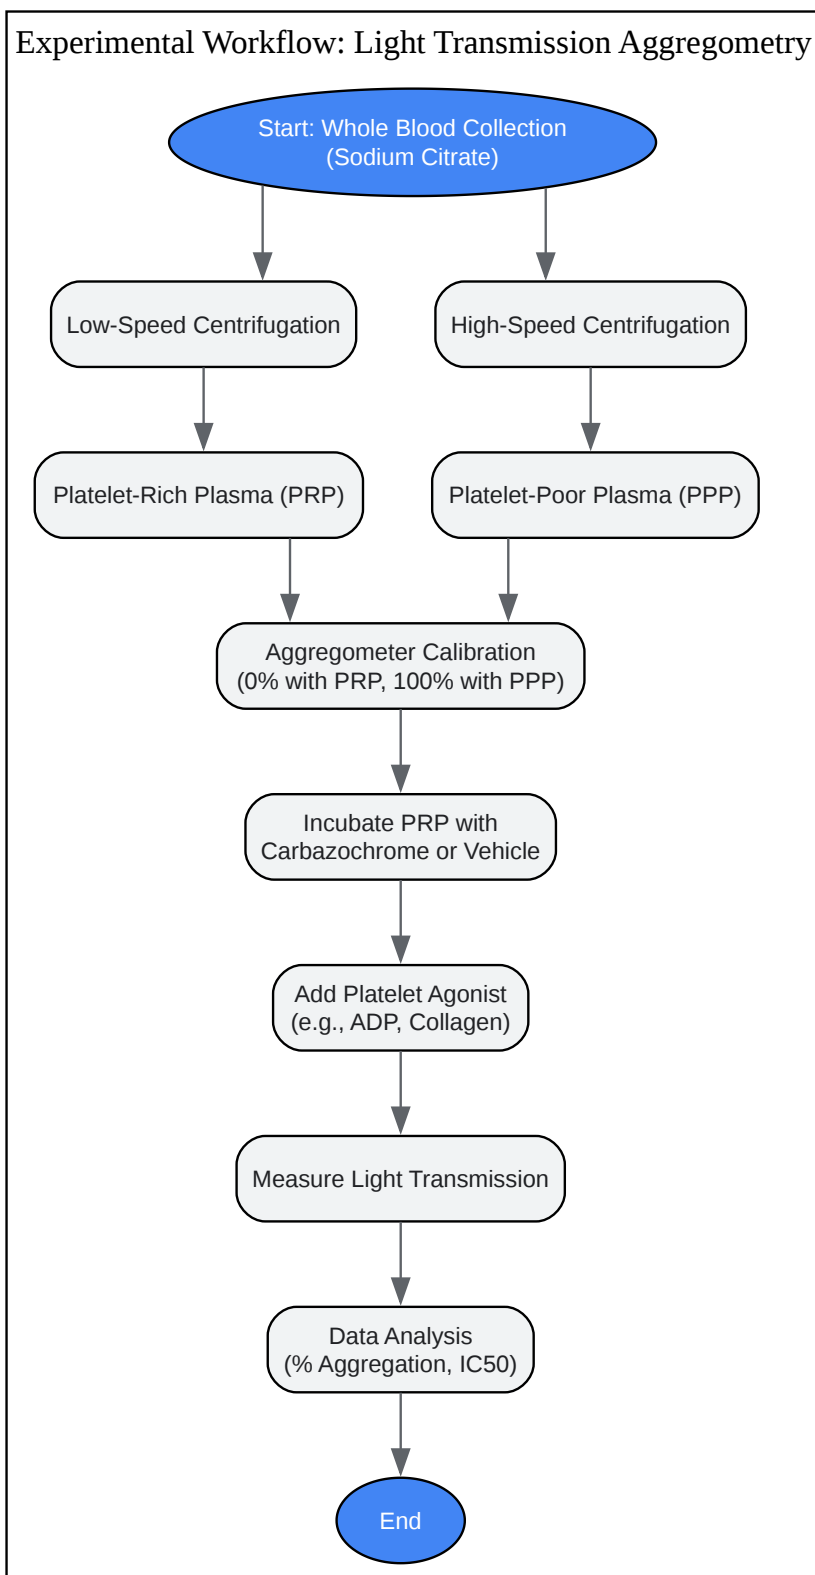 Experimental Workflow: Light Transmission Aggregometry
Start: Whole Blood Collection
(Sodium Citrate)
Low-Speed Centrifugation
High-Speed Centrifugation
Platelet-Rich Plasma (PRP)
Platelet-Poor Plasma (PPP)
Aggregometer Calibration
(0% with PRP, 100% with PPP)
Incubate PRP with
Carbazochrome or Vehicle
Add Platelet Agonist
(e.g., ADP, Collagen)
Measure Light Transmission
Data Analysis
(% Aggregation, IC50)
End